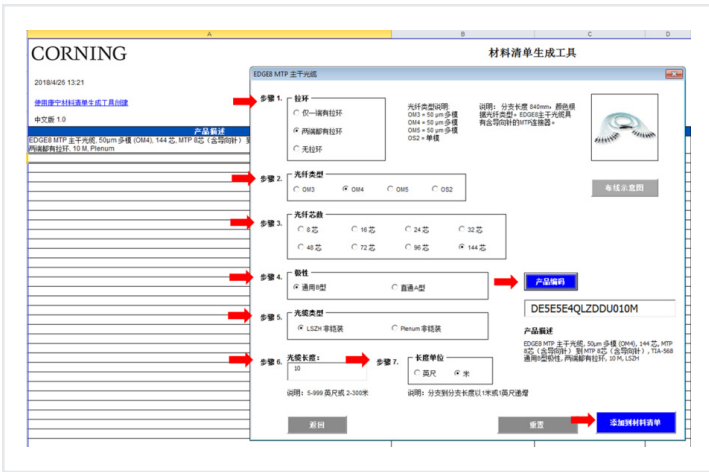 A B C D
CORNING
材料清单生成工具
2018/4/26 13:21
使用康宁材料清单生成工具创建
中文版 1.0
产品描述
EDGE8 MTP 主干光缆, 50μm 多模 (OM4), 144 芯, MTP 8芯 (含导向针) 到
两端都有拉环, 10 M, Plenum
EDGE8 MTP 主干光缆
步骤 1.
拉环
仅一端有拉环
两端都有拉环
无拉环
光纤类型说明:
OM3 = 50 μm 多模
OM4 = 50 μm 多模
OM5 = 50 μm 多模
OS2 = 单模
说明: 分支长度 840mm, 颜色根
据光纤类型。EDGE8主干光缆具
有含导向针的MTP连接器。
布线示意图
步骤 2.
光纤类型
OM3 OM4 OM5 OS2
步骤 3.
光纤芯数
8 芯 16 芯 24 芯 32 芯
48 芯 72 芯 96 芯 144 芯
步骤 4.
极性
通用B型 直通A型
产品编码
DE5E5E4QLZDDU010M
步骤 5.
光缆类型
LSZH 非铠装 Plenum 非铠装
产品描述
EDGE8 MTP 主干光缆, 50μm 多模 (OM4), 144 芯, MTP
8芯 (含导向针) 到 MTP 8芯 (含导向针) , TIA-568
通用B型极性, 两端都有拉环, 10 M, LSZH
步骤 6.
光缆长度:
10
说明: 5-999 英尺或 2-300米
步骤 7.
长度单位
英尺 米
说明: 分支到分支长度以1米或1英尺递增
返回 重置 添加到材料清单